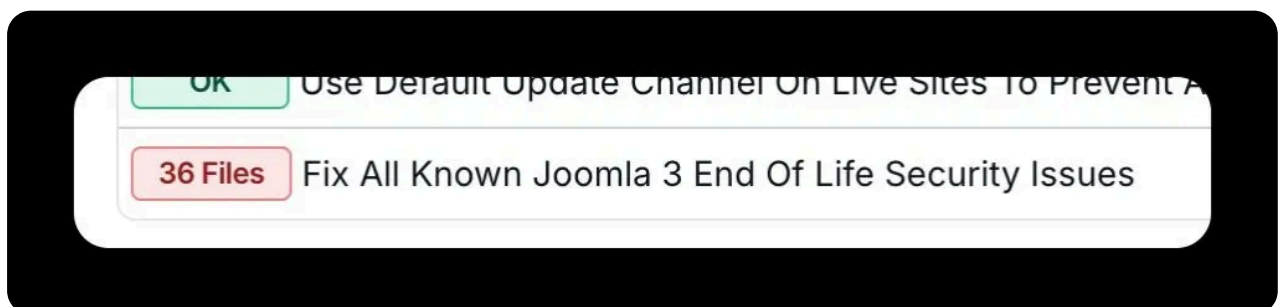 OK Use Default Update Channel On Live Sites To Prevent
36 Files Fix All Known Joomla 3 End Of Life Security Issues